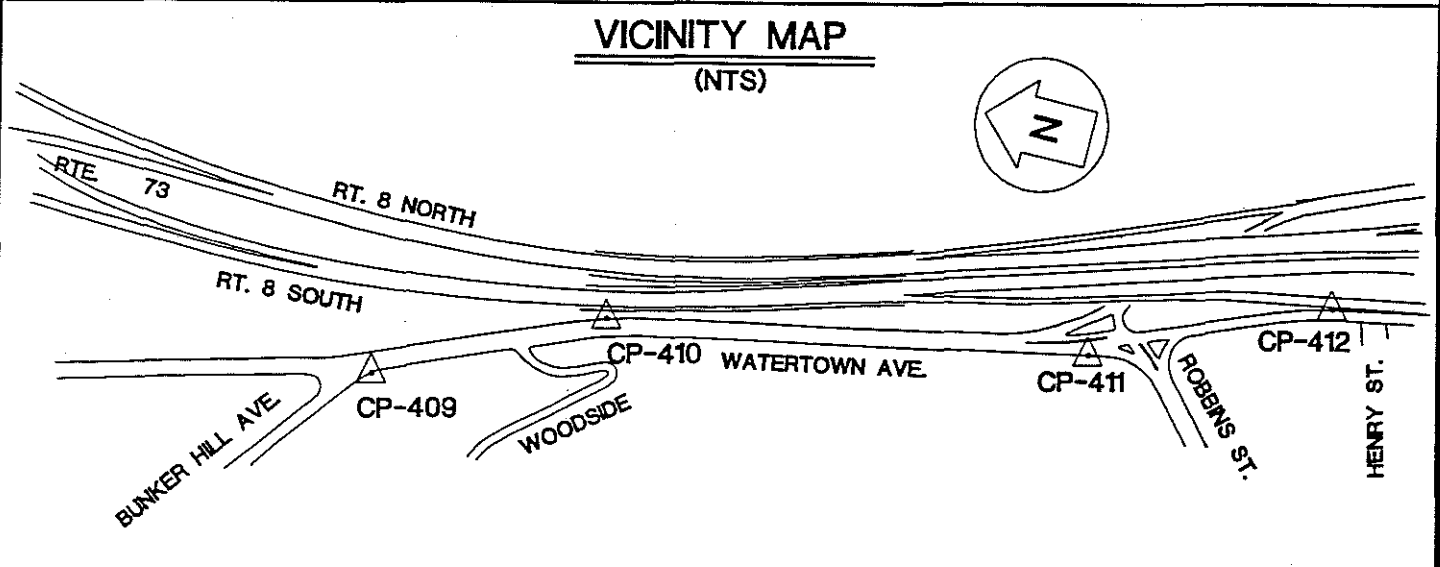 VICINITY MAP
(NTS)
N
RTE. 73
RT. 8 NORTH
RT. 8 SOUTH
CP-409
CP-410
WATERTOWN AVE.
CP-411
CP-412
BUNKER HILL AVE.
WOODSIDE
ROBBINS ST.
HENRY ST.